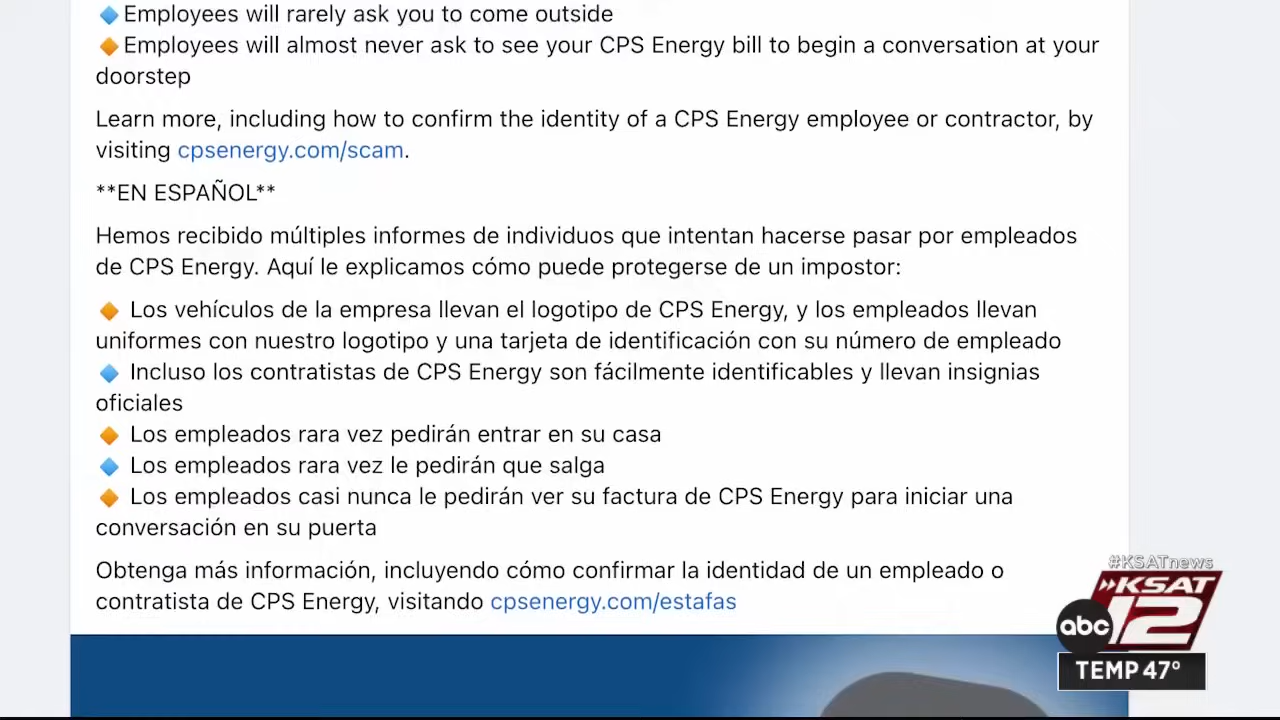 🔷Employees will rarely ask you to come outside
🔶Employees will almost never ask to see your CPS Energy bill to begin a conversation at your
doorstep
Learn more, including how to confirm the identity of a CPS Energy employee or contractor, by
visiting cpsenergy.com/scam.
**EN ESPAÑOL**
Hemos recibido múltiples informes de individuos que intentan hacerse pasar por empleados
de CPS Energy. Aquí le explicamos cómo puede protegerse de un impostor:
🔶 Los vehículos de la empresa llevan el logotipo de CPS Energy, y los empleados llevan
uniformes con nuestro logotipo y una tarjeta de identificación con su número de empleado
🔷 Incluso los contratistas de CPS Energy son fácilmente identificables y llevan insignias
oficiales
🔶 Los empleados rara vez pedirán entrar en su casa
🔷 Los empleados rara vez le pedirán que salga
🔶 Los empleados casi nunca le pedirán ver su factura de CPS Energy para iniciar una
conversación en su puerta
Obtenga más información, incluyendo cómo confirmar la identidad de un empleado o
contratista de CPS Energy, visitando cpsenergy.com/estafas
#KSATnews
KSAT
abc 12
TEMP 47°